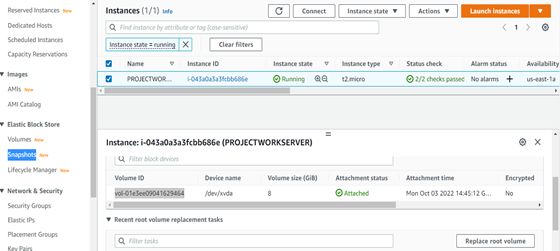 Reserved Instances New
Dedicated Hosts
Scheduled Instances
Capacity Reservations
Images
AMIs New
AMI Catalog
Elastic Block Store
Volumes New
Snapshots New
Lifecycle Manager New
Network & Security
Security Groups
Elastic IPs
Placement Groups
Key Pairs
Instances (1/1) Info
Connect
Instance state
Actions
Launch instances
Find instance by attribute or tag (case-sensitive)
1
Instance state = running
Clear filters
Name Instance ID Instance state Instance type Status check Alarm status Availability
PROJECTWOR... i-043a0a3a3fcbb686e Running t2.micro 2/2 checks passed No alarms us-east-1a
Instance: i-043a0a3a3fcbb686e (PROJECTWORKSERVER)
Filter block devices
Volume ID Device name Volume size (GiB) Attachment status Attachment time Encrypted
vol-01e3ee09041629464 /dev/xvda 8 Attached Mon Oct 03 2022 14:45:12 G... No
Recent root volume replacement tasks
Filter tasks
Replace root volume